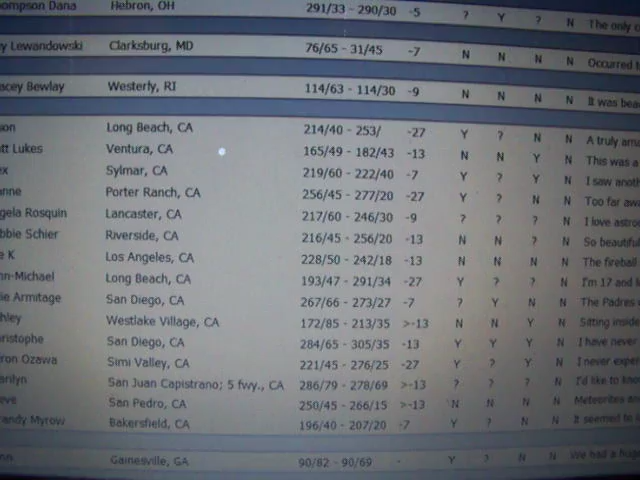 ompson Dana Hebron, OH 291/33 - 290/30 -5 ? Y ? N The only
y Lewandowski Clarksburg, MD 76/65 - 31/45 -7 N N N N Occurred
acey Bewlay Westerly, RI 114/63 - 114/30 -9 N N N N It was bea
on Long Beach, CA 214/40 - 253/ -27 Y ? N N A truly ama
tt Lukes Ventura, CA 165/49 - 182/43 -13 N N Y N This was a
ex Sylmar, CA 219/60 - 222/40 -7 Y ? Y N I saw anoth
anne Porter Ranch, CA 256/45 - 277/20 -27 Y ? N N Too far awa
gela Rosquin Lancaster, CA 217/60 - 246/30 -9 ? ? ? N I love astro
bbie Schier Riverside, CA 216/45 - 256/20 -13 N N ? N So beautiful
e K Los Angeles, CA 228/50 - 242/18 -13 N N N N The fireball
nn-Michael Long Beach, CA 193/47 - 291/34 -27 Y ? ? N I'm 17 and
ie Armitage San Diego, CA 267/66 - 273/27 -7 ? Y N N The Padres
hley Westlake Village, CA 172/85 - 213/35 >-13 N N Y N Sitting inside
ristophe San Diego, CA 284/65 - 305/35 -13 Y Y Y N I have never
ron Ozawa Simi Valley, CA 221/45 - 276/25 -27 Y ? Y N I never exper
arilyn San Juan Capistrano; 5 fwy., CA 286/79 - 278/69 >-13 ? ? ? N I'd like to know
eve San Pedro, CA 250/45 - 266/15 >-13 N N N N Meteorites an
randy Myrow Bakersfield, CA 196/40 - 207/20 -7 Y ? N N It seemed to
nn Gainesville, GA 90/82 - 90/69 - Y ? N N We had a huge